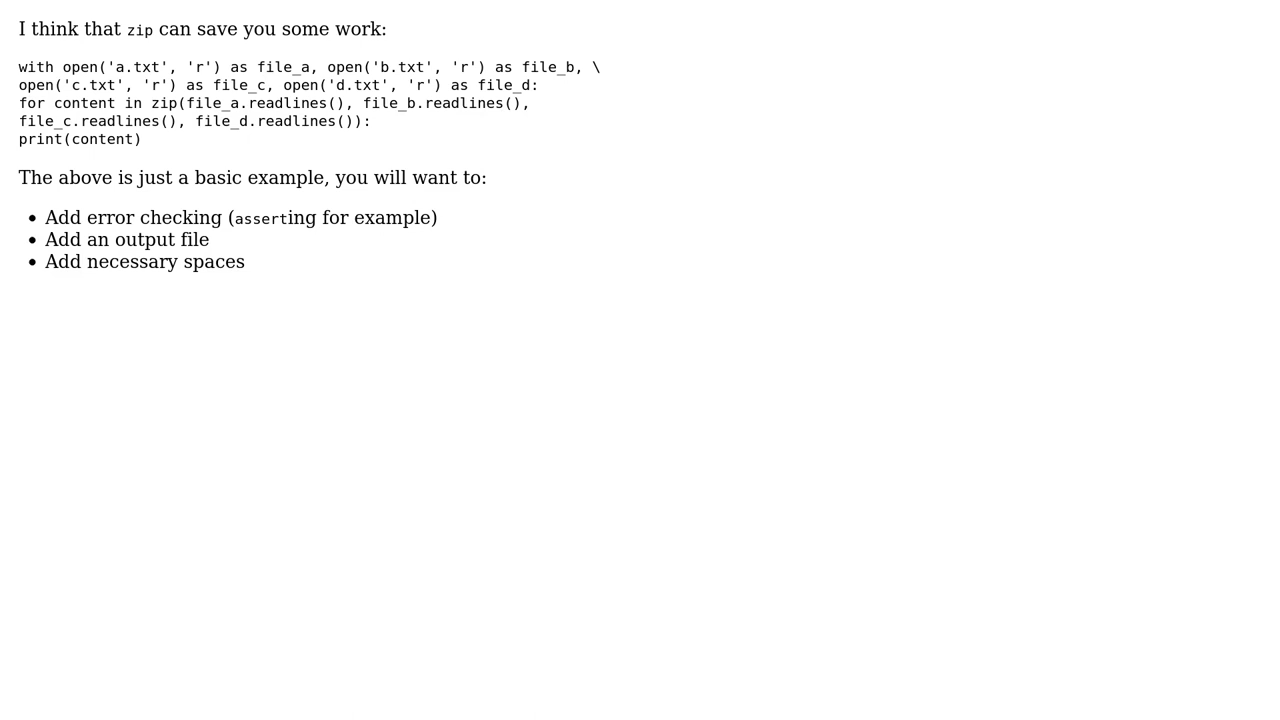 I think that zip can save you some work:
with open('a.txt', 'r') as file_a, open('b.txt', 'r') as file_b, \
open('c.txt', 'r') as file_c, open('d.txt', 'r') as file_d:
for content in zip(file_a.readlines(), file_b.readlines(),
file_c.readlines(), file_d.readlines()):
print(content)
The above is just a basic example, you will want to:
• Add error checking (asserting for example)
• Add an output file
• Add necessary spaces